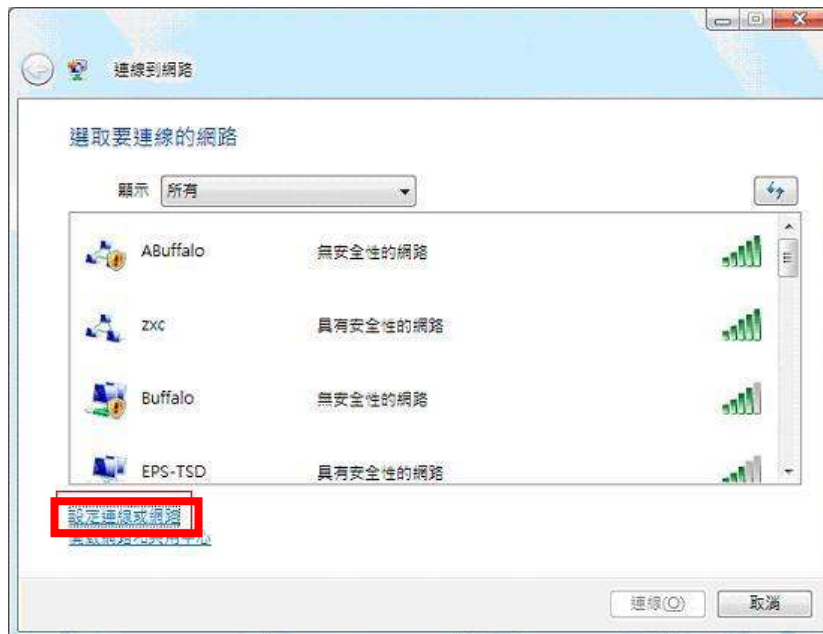 連線到網路
選取要連線的網路
顯示 所有
ABuffalo 無安全性的網路
zxc 具有安全性的網路
Buffalo 無安全性的網路
EPS-TSD 具有安全性的網路
設定連線或網路
連線(O) 取消